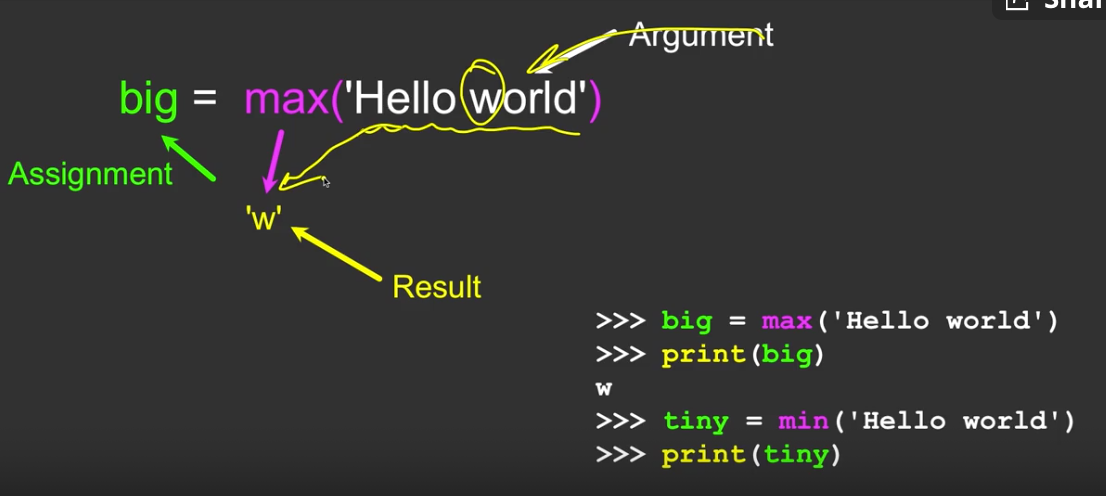 Argument
big = max('Hello world')
Assignment
'w'
Result
>>> big = max('Hello world')
>>> print(big)
w
>>> tiny = min('Hello world')
>>> print(tiny)